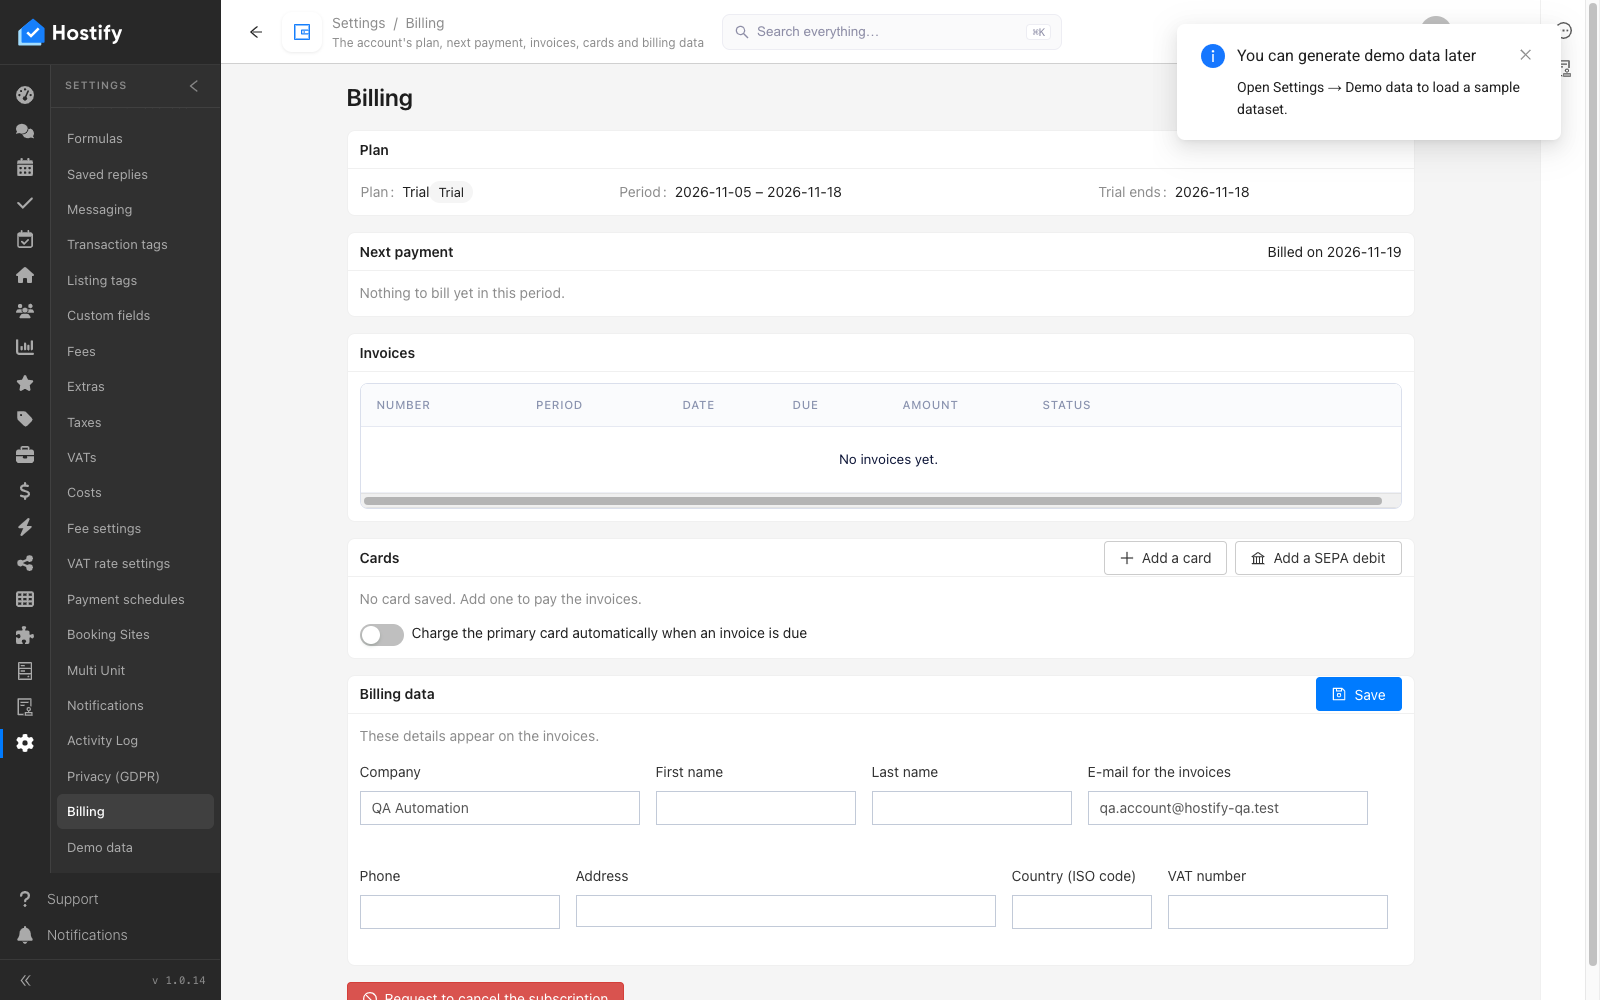 Hostify
Settings / Billing
The account's plan, next payment, invoices, cards and billing data
Search everything...
⌘K
You can generate demo data later
Open Settings → Demo data to load a sample
dataset.
SETTINGS
Formulas
Saved replies
Messaging
Transaction tags
Listing tags
Custom fields
Fees
Extras
Taxes
VATs
Costs
Fee settings
VAT rate settings
Payment schedules
Booking Sites
Multi Unit
Notifications
Activity Log
Privacy (GDPR)
Billing
Demo data
Support
Notifications
v 1.0.14
Billing
Plan
Plan: Trial Trial
Period: 2026-11-05 – 2026-11-18
Trial ends: 2026-11-18
Next payment
Billed on 2026-11-19
Nothing to bill yet in this period.
Invoices
NUMBER PERIOD DATE DUE AMOUNT STATUS
No invoices yet.
Cards
Add a card
Add a SEPA debit
No card saved. Add one to pay the invoices.
Charge the primary card automatically when an invoice is due
Billing data
Save
These details appear on the invoices.
Company First name Last name E-mail for the invoices
QA Automation qa.account@hostify-qa.test
Phone Address Country (ISO code) VAT number
Request to cancel the subscription